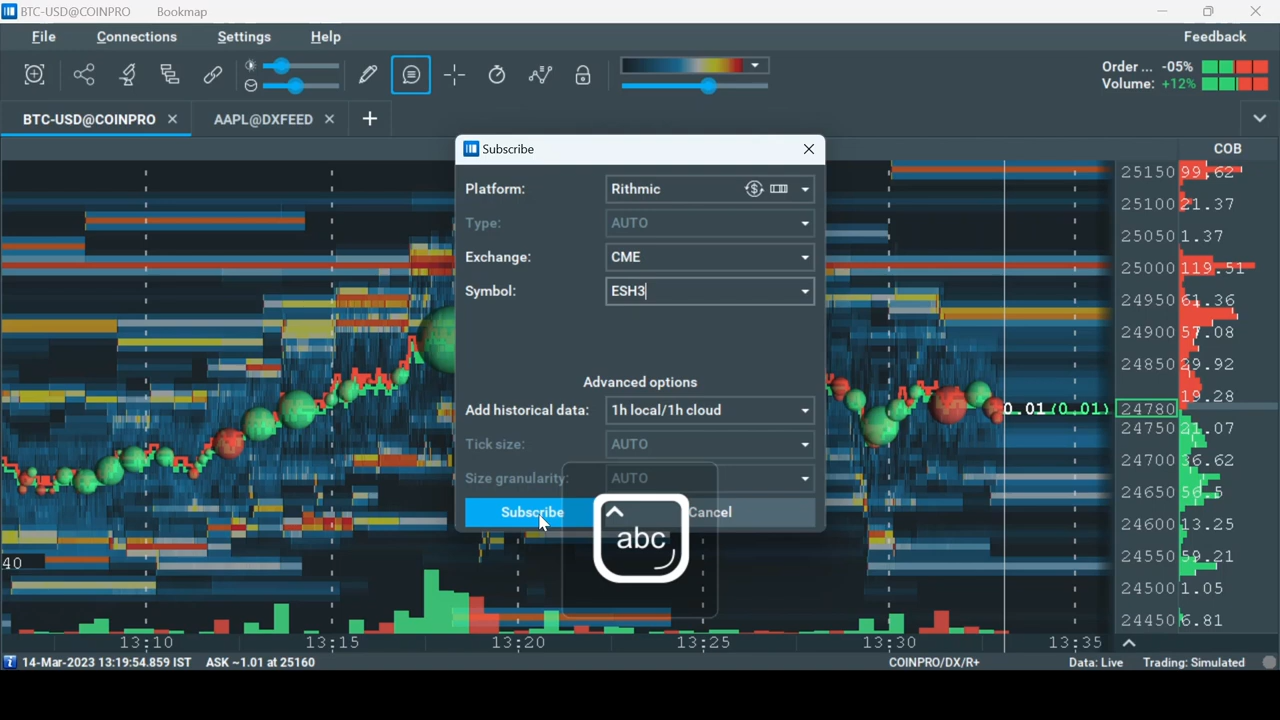 BTC-USD@COINPRO Bookmap
File Connections Settings Help Feedback
Order ... -05%
Volume: +12%
BTC-USD@COINPRO AAPL@DXFEED
COB
Subscribe
Platform: Rithmic
Type: AUTO
Exchange: CME
Symbol: ESH3
Advanced options
Add historical data: 1h local/1h cloud
Tick size: AUTO
Size granularity: AUTO
Subscribe Cancel
abc
25150 99.62
25100 21.37
25050 1.37
25000 119.51
24950 61.36
24900 57.08
24850
19.28
0.01 (0.01) 24780
24750
24700 36.62
24650 56.5
24600 13.25
24550 59.21
24500 1.05
24450 6.81
40
13:10 13:15 13:20 13:25 13:30 13:35
14-Mar-2023 13:19:54.859 IST ASK ~1.01 at 25160 COINPRO/DX/R+ Data: Live Trading: Simulated